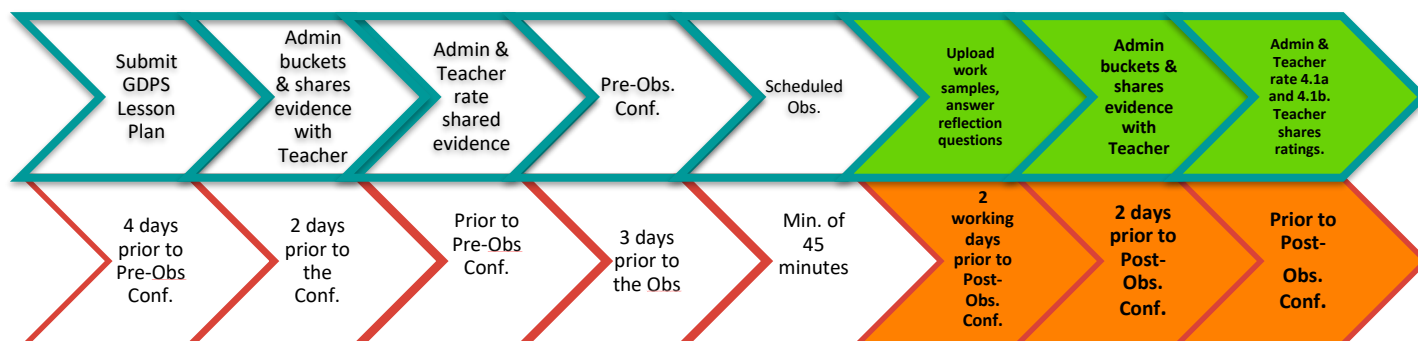 Submit
GDPS
Lesson
Plan
Admin
buckets
& shares
evidence
with
Teacher
Admin &
Teacher
rate
shared
evidence
Pre-Obs.
Conf.
Scheduled
Obs.
Upload
work
samples,
answer
reflection
questions
Admin
buckets &
shares
evidence
with
Teacher
Admin &
Teacher
rate 4.1a
and 4.1b.
Teacher
shares
ratings.
4 days
prior to
Pre-Obs
Conf.
2 days
prior to
the
Conf.
Prior to
Pre-Obs
Conf.
3 days
prior to
the Obs
Min. of
45
minutes
2
working
days
prior to
Post-
Obs.
Conf.
2 days
prior to
Post-
Obs.
Conf.
Prior to
Post-
Obs.
Conf.